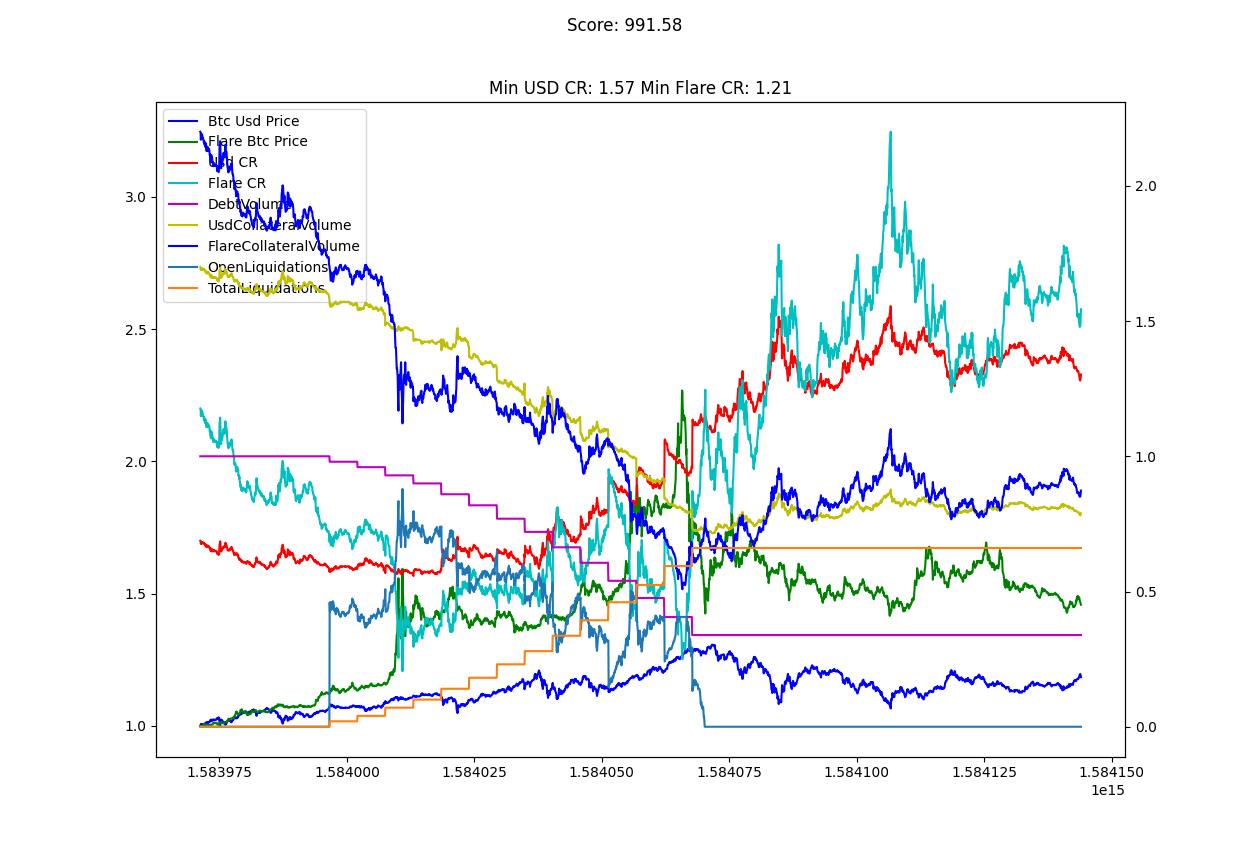 Score: 991.58
Min USD CR: 1.57 Min Flare CR: 1.21
Btc Usd Price
Flare Btc Price
Usd CR
Flare CR
DebtVolume
UsdCollateralVolume
FlareCollateralVolume
OpenLiquidations
TotalLiquidations
3.0
2.5
2.0
1.5
1.0
2.0
1.5
1.0
0.5
0.0
1.583975 1.584000 1.584025 1.584050 1.584075 1.584100 1.584125 1.584150
1e15